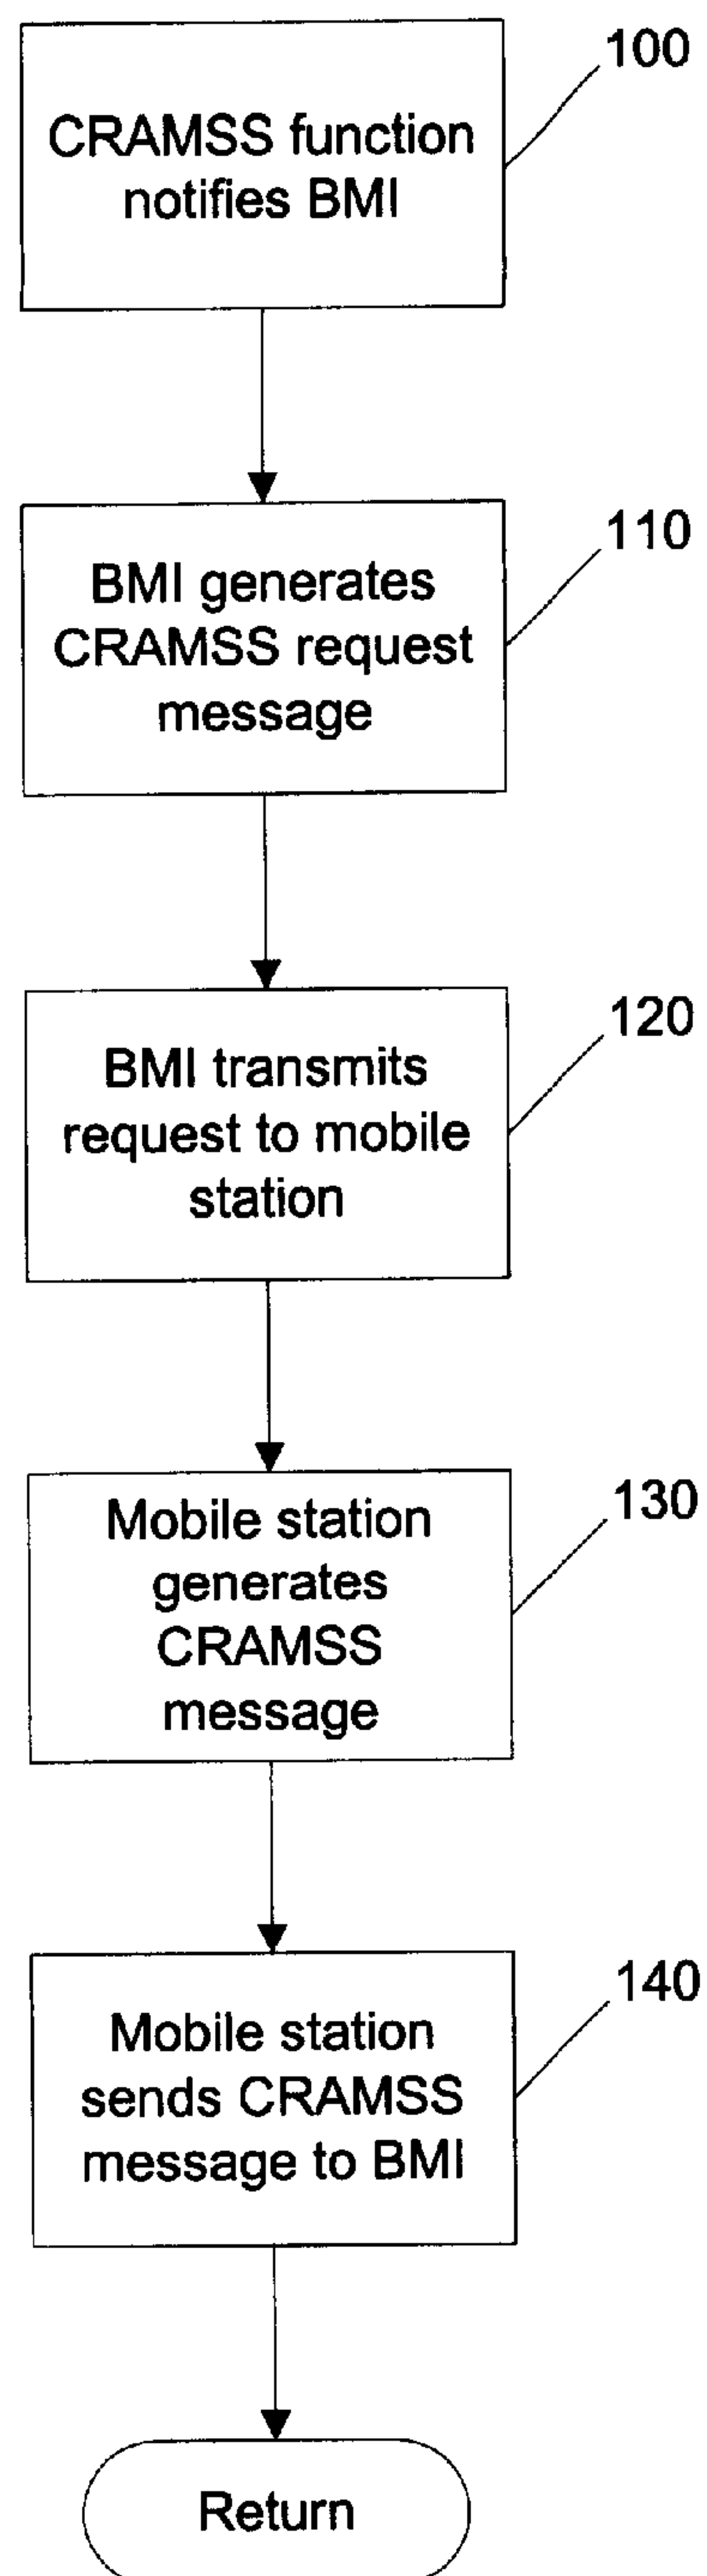 100
CRAMSS function
notifies BMI
110
BMI generates
CRAMSS request
message
120
BMI transmits
request to mobile
station
130
Mobile station
generates
CRAMSS
message
140
Mobile station
sends CRAMSS
message to BMI
Return